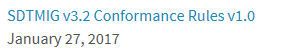 SDTMIG v3.2 Conformance Rules v1.0
January 27, 2017